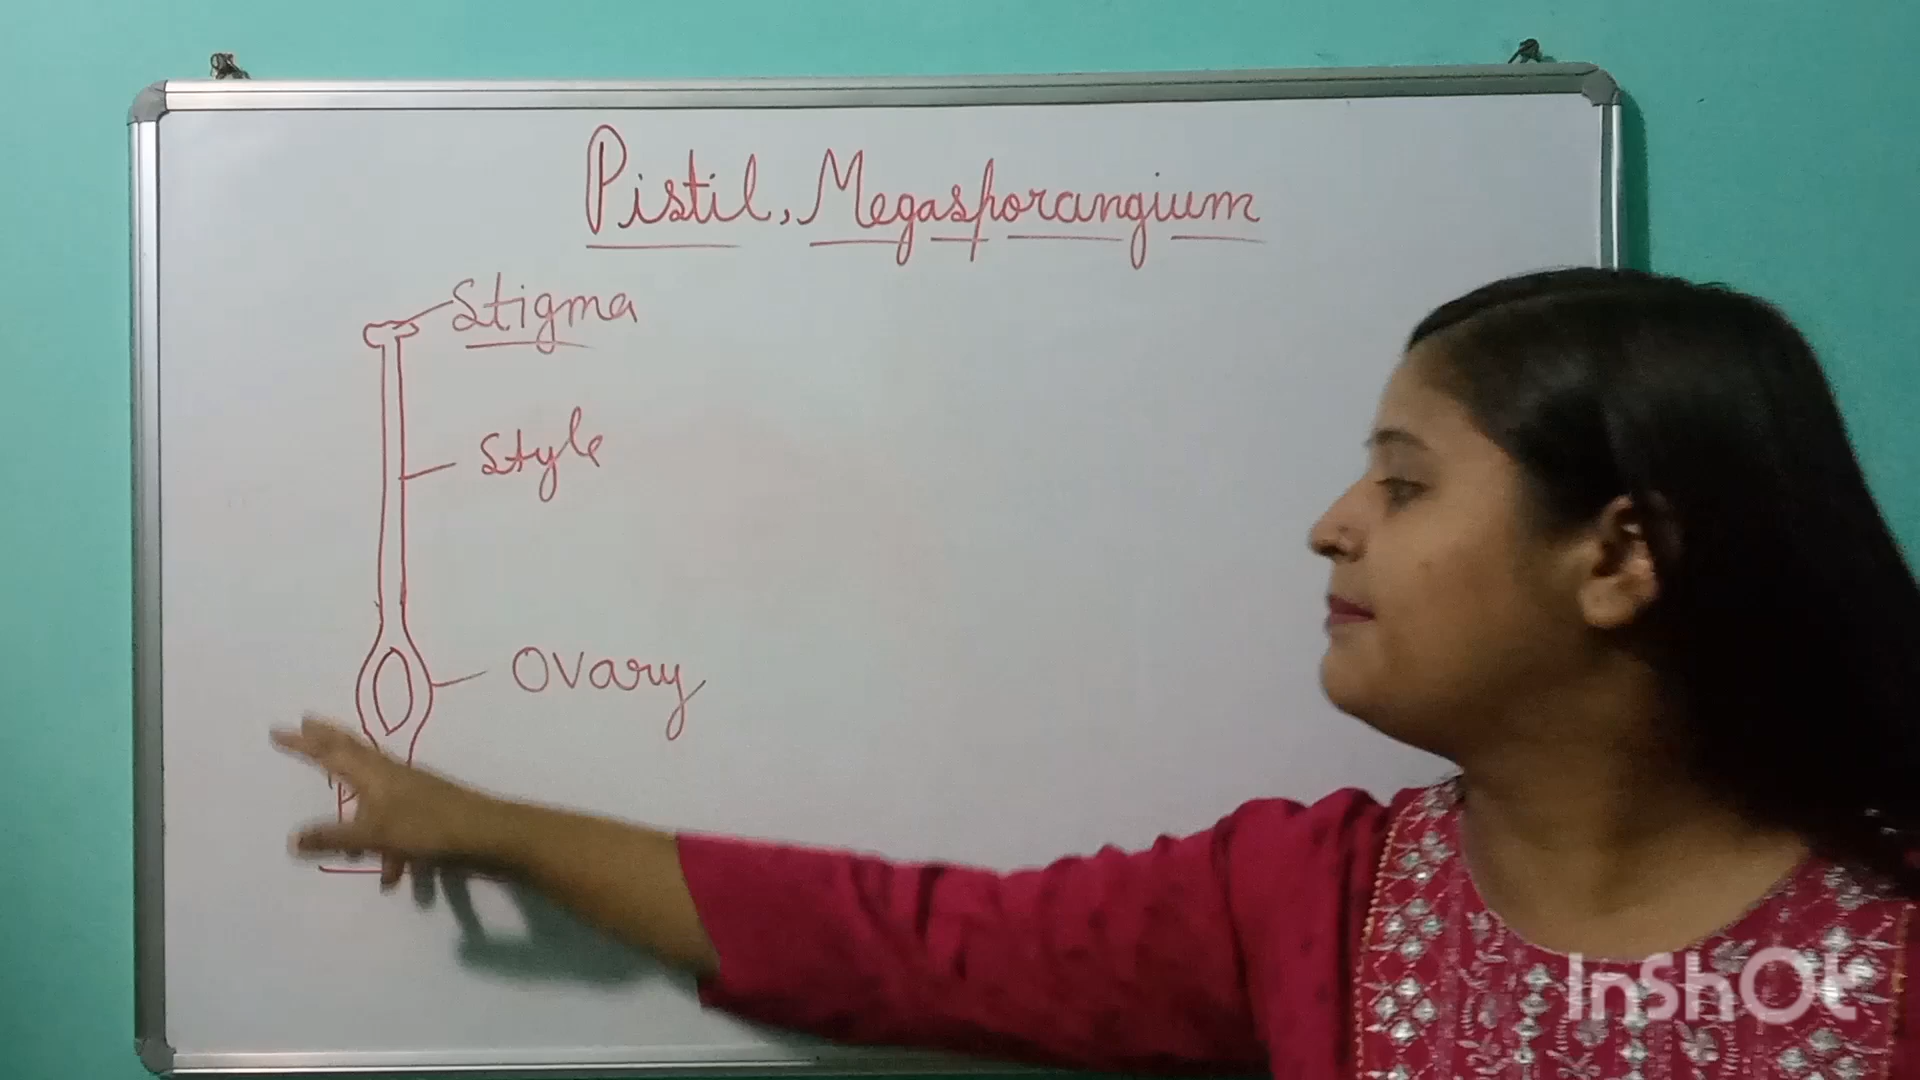 Pistil, Megasporangium
Stigma
Style
Ovary
InShOt